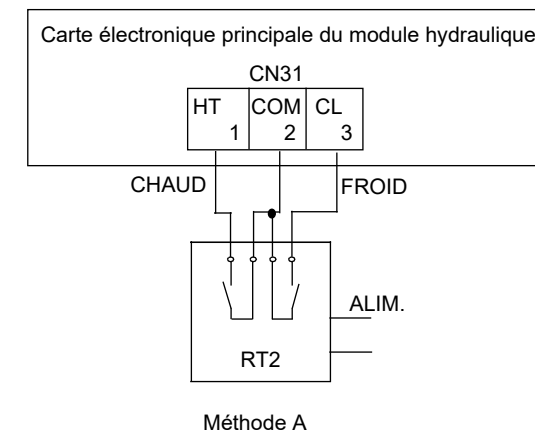 Carte électronique principale du module hydraulique
CN31
HT COM CL
1 2 3
CHAUD FROID
ALIM.
RT2
Méthode A